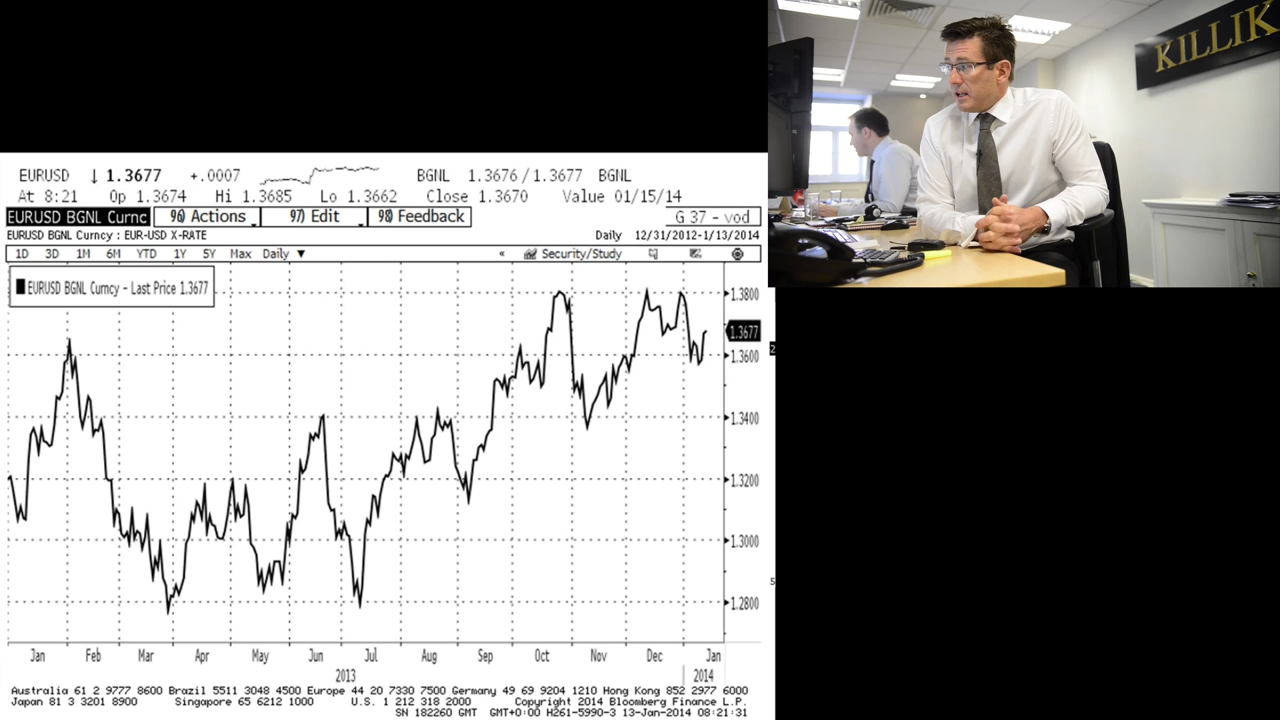 KILLIK
EURUSD ↓ 1.3677 +.0007 BGNL 1.3676 / 1.3677 BGNL
At 8:21 Op 1.3674 Hi 1.3685 Lo 1.3662 Close 1.3670 Value 01/15/14
EURUSD BGNL Curnc 96) Actions 97) Edit 98) Feedback G 37 - vod
EURUSD BGNL Curncy : EUR-USD X-RATE Daily 12/31/2012-1/13/2014
1D 3D 1M 6M YTD 1Y 5Y Max Daily ▼ « Security/Study
EURUSD BGNL Curncy - Last Price 1.3677
1.3800
1.3677
1.3600
1.3400
1.3200
1.3000
1.2800
Jan Feb Mar Apr May Jun Jul Aug Sep Oct Nov Dec Jan
2013 2014
Australia 61 2 9777 8600 Brazil 5511 3048 4500 Europe 44 20 7330 7500 Germany 49 69 9204 1210 Hong Kong 852 2977 6000
Japan 81 3 3201 8900 Singapore 65 6212 1000 U.S. 1 212 318 2000 Copyright 2014 Bloomberg Finance L.P.
SN 182260 GMT GMT+0:00 H261-5990-3 13-Jan-2014 08:21:31